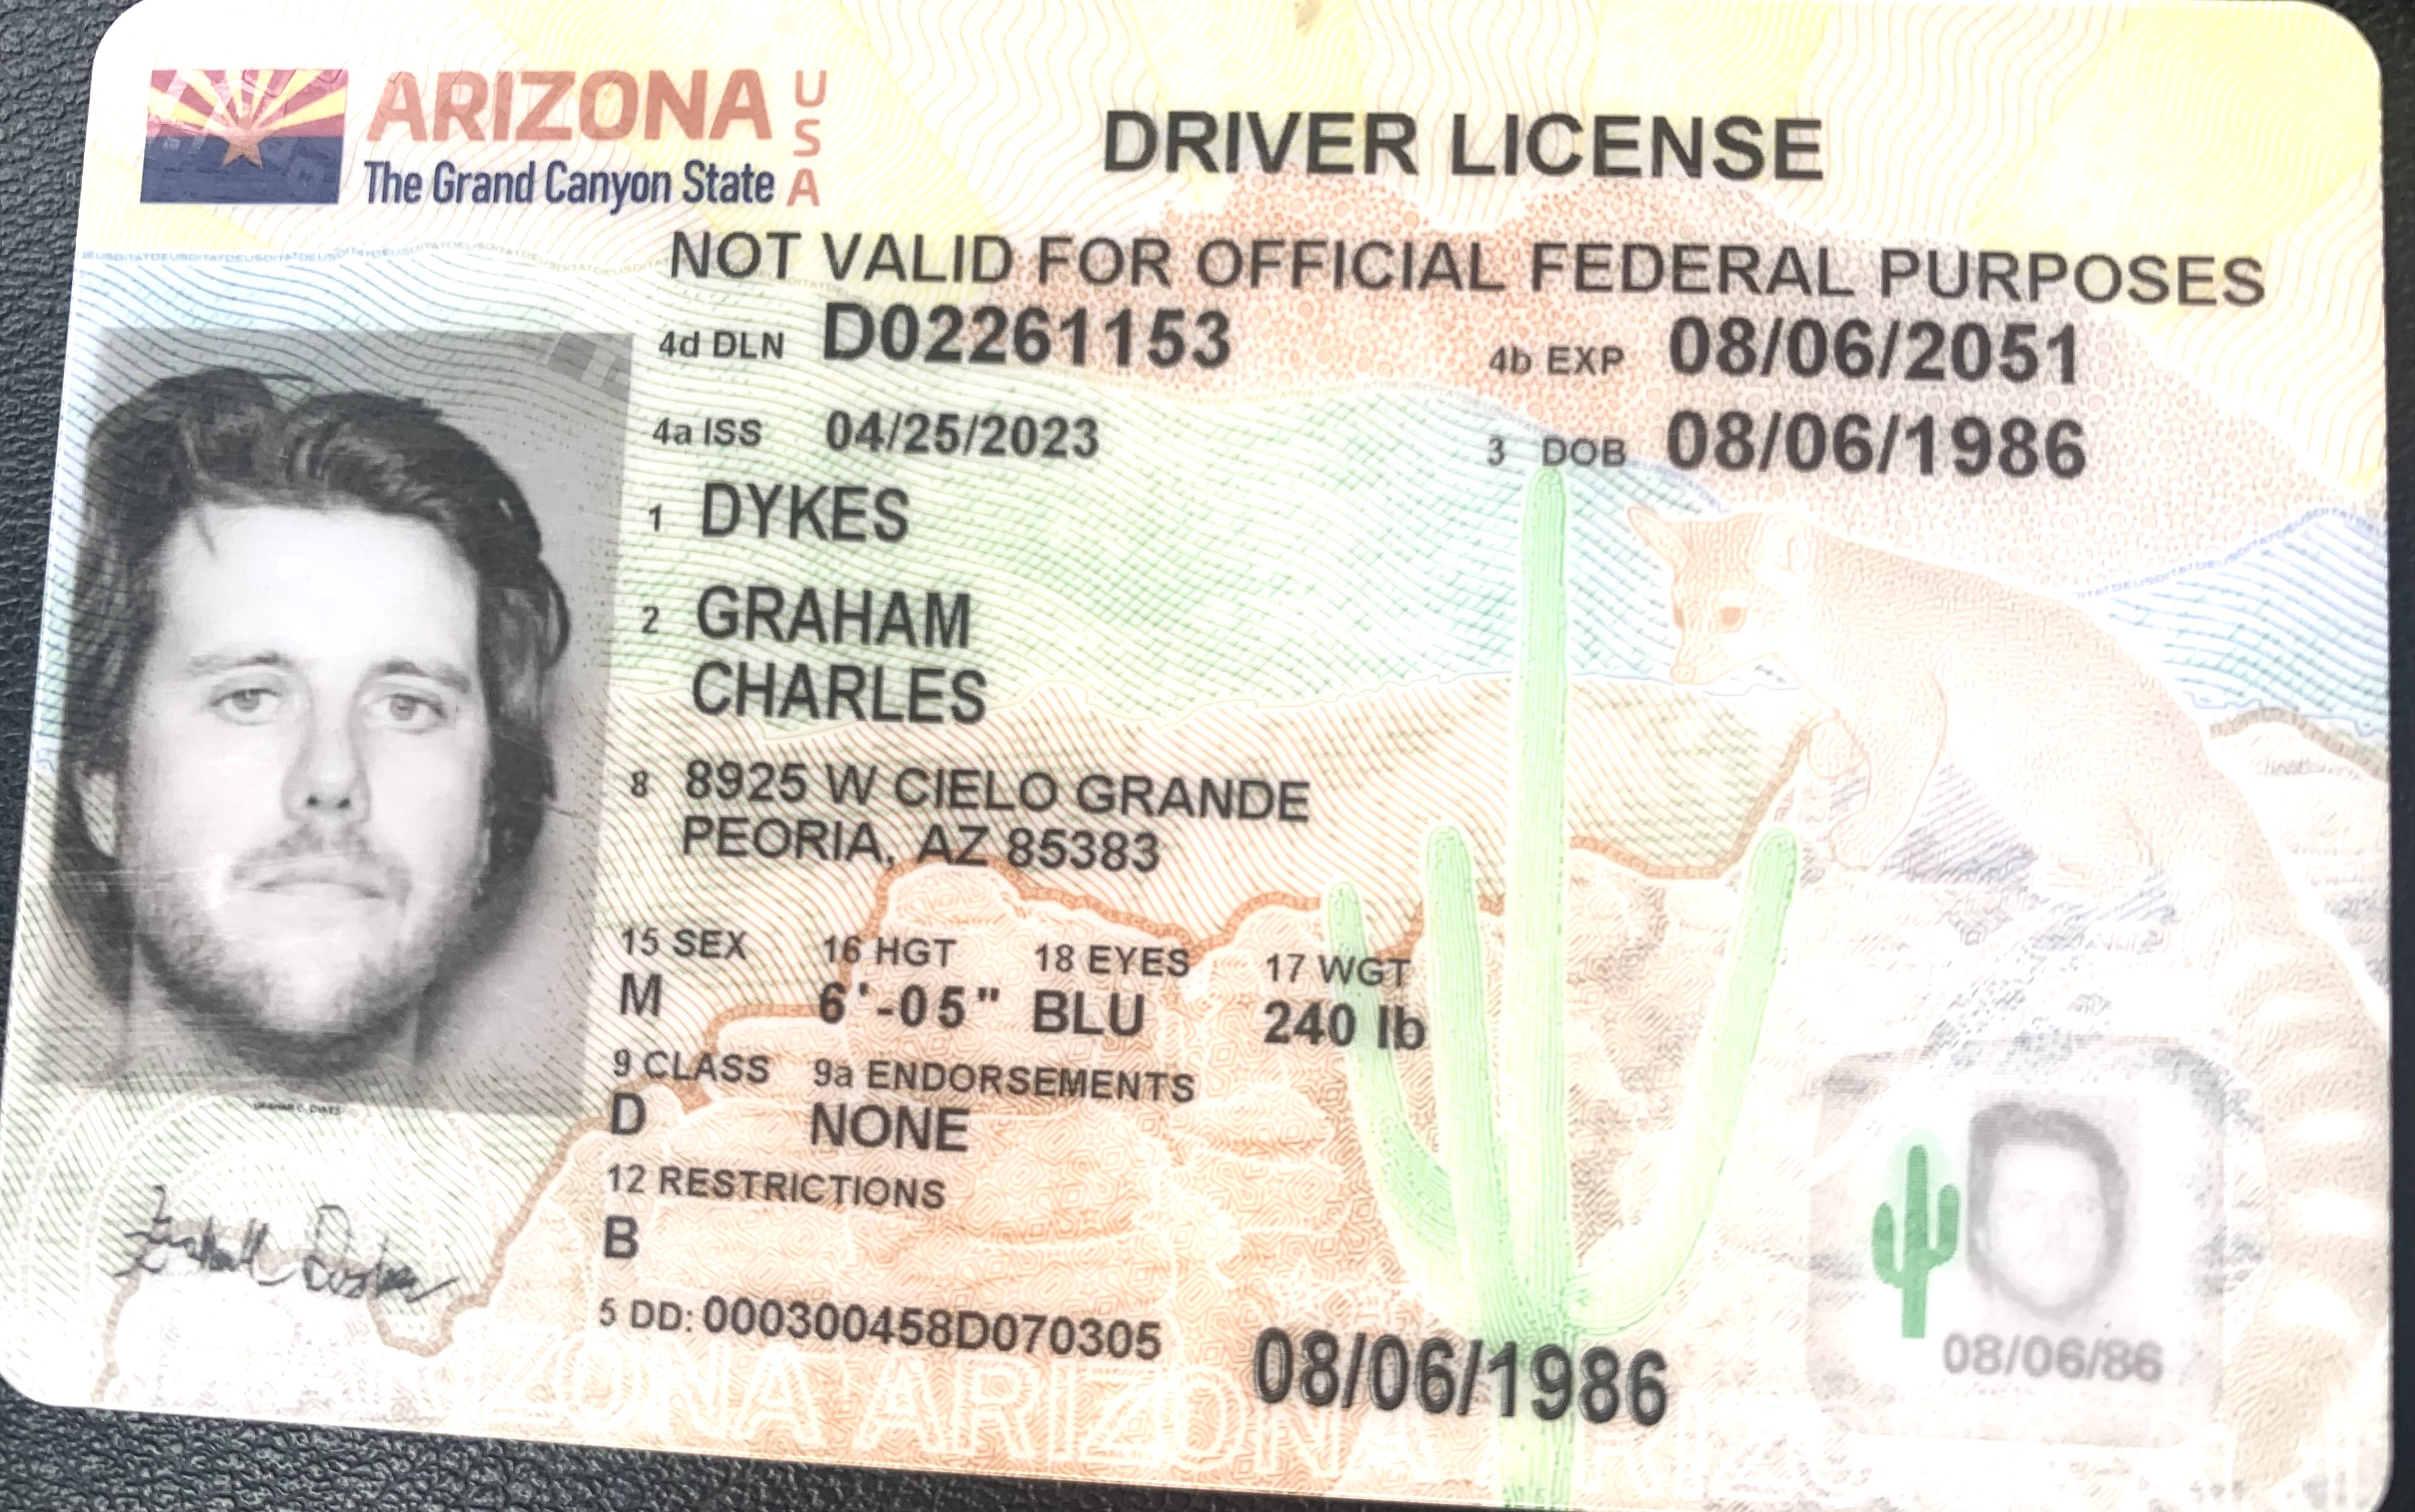 ARIZONA USA
The Grand Canyon State
DRIVER LICENSE
NOT VALID FOR OFFICIAL FEDERAL PURPOSES
4d DLN D02261153
4b EXP 08/06/2051
4a ISS 04/25/2023
3 DOB 08/06/1986
1 DYKES
2 GRAHAM
CHARLES
8 8925 W CIELO GRANDE
PEORIA, AZ 85383
15 SEX 16 HGT 18 EYES 17 WGT
M 6'-05" BLU 240 lb
9 CLASS 9a ENDORSEMENTS
D NONE
12 RESTRICTIONS
B
5 DD: 000300458D070305
08/06/1986
08/06/86
ARIZONA ARIZONA